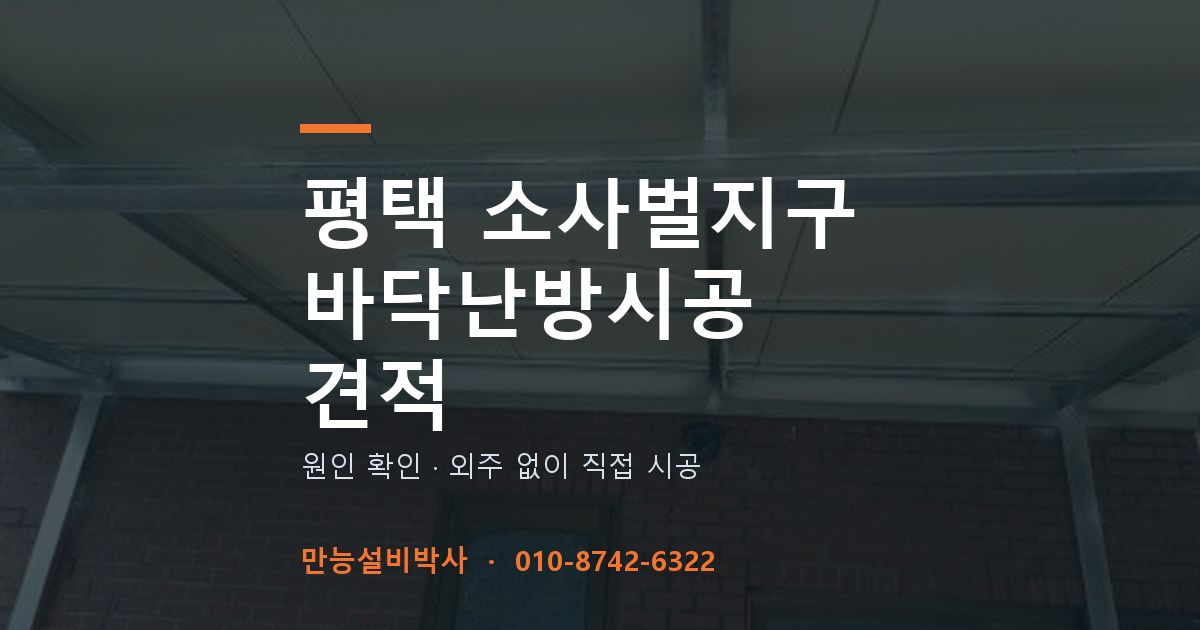 평택 소사벌지구
바닥난방시공
견적
원인 확인 · 외주 없이 직접 시공
만능설비박사 · 010-8742-6322